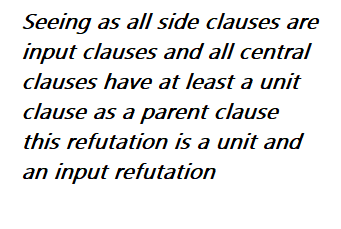 Seeing as all side clauses are
input clauses and all central
clauses have at least a unit
clause as a parent clause
this refutation is a unit and
an input refutation